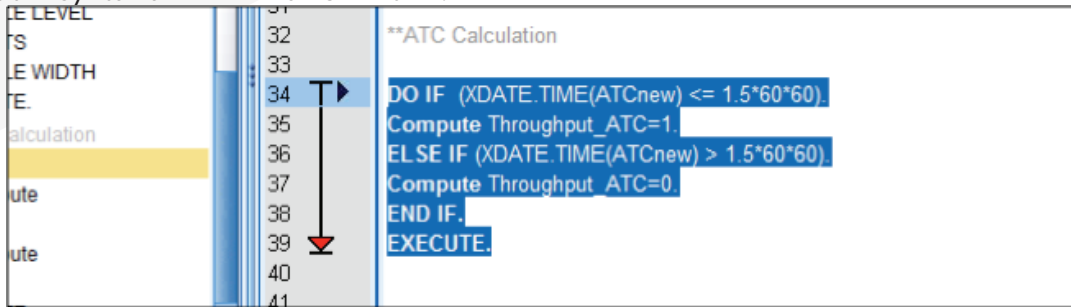 LE LEVEL
TS
LE WIDTH
TE.
alculation
ute
ute
32 **ATC Calculation
33
34 DO IF (XDATE.TIME(ATCnew) <= 1.5*60*60).
35 Compute Throughput_ATC=1.
36 ELSE IF (XDATE.TIME(ATCnew) > 1.5*60*60).
37 Compute Throughput_ATC=0.
38 END IF.
39 EXECUTE.
40
41